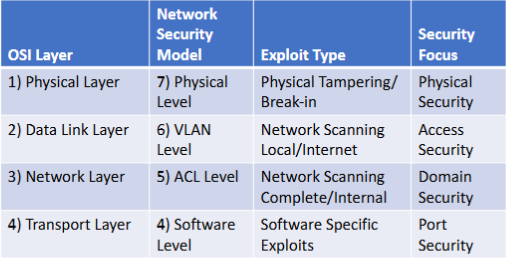 OSI Layer
Network
Security
Model
Exploit Type
Security
Focus
1) Physical Layer
7) Physical
Level
Physical Tampering/
Break-in
Physical
Security
2) Data Link Layer
6) VLAN
Level
Network Scanning
Local/Internet
Access
Security
3) Network Layer
5) ACL Level
Network Scanning
Complete/Internal
Domain
Security
4) Transport Layer
4) Software
Level
Software Specific
Exploits
Port
Security